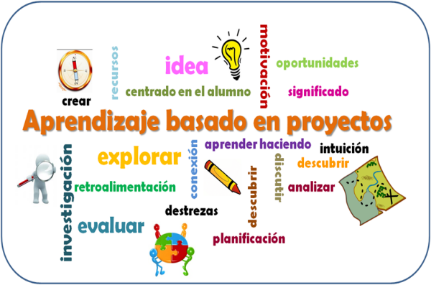 recursos
idea
motivación
oportunidades
crear
centrado en el alumno
significado
Aprendizaje basado en proyectos
investigación
explorar
conexión
aprender haciendo
intuición
discutir
descubrir
retroalimentación
descubrir
analizar
evaluar
destrezas
planificación